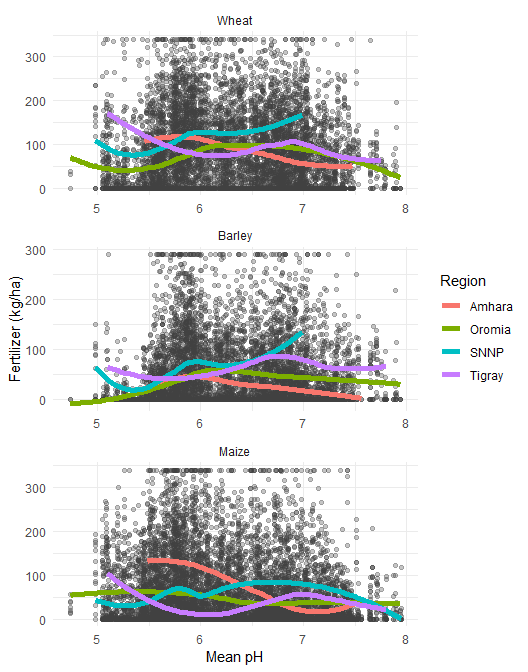 Wheat
300
200
100
0
5 6 7 8
Barley
300
200
100
0
5 6 7 8
Maize
300
200
100
0
5 6 7 8
Mean pH
Fertilizer (kg/ha)
Region
Amhara
Oromia
SNNP
Tigray